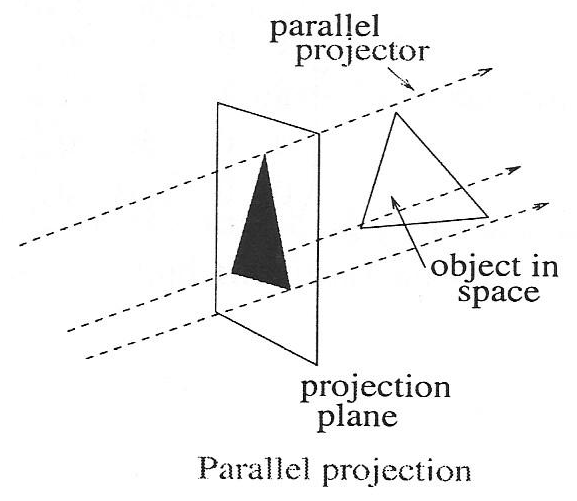 parallel
projector
object in
space
projection
plane
Parallel projection